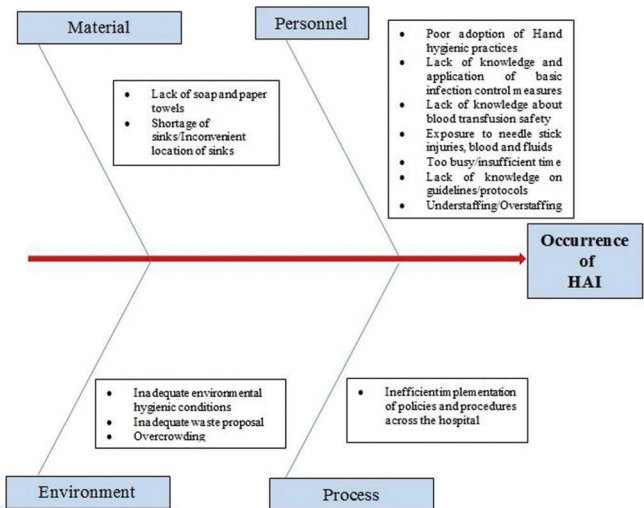 Material
Personnel
• Lack of soap and paper
towels
• Shortage of
sinks/Inconvenient
location of sinks
• Poor adoption of Hand
hygienic practices
• Lack of knowledge and
application of basic
infection control measures
• Lack of knowledge about
blood transfusion safety
• Exposure to needle stick
injuries, blood and fluids
• Too busy/insufficient time
• Lack of knowledge on
guidelines/protocols
• Understaffing/Overstaffing
Occurrence
of
HAI
• Inadequate environmental
hygienic conditions
• Inadequate waste proposal
• Overcrowding
• Inefficient implementation
of policies and procedures
across the hospital
Environment
Process